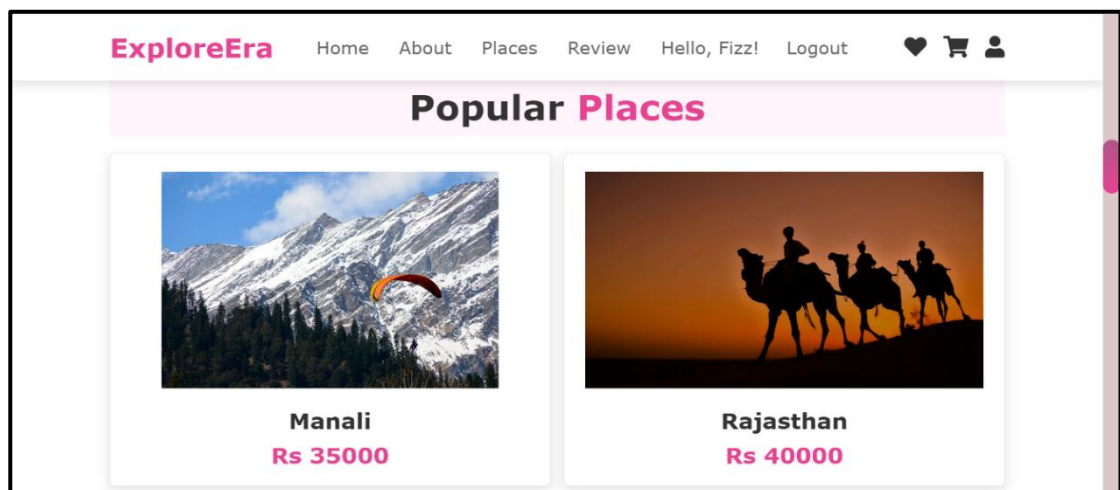 ExploreEra Home About Places Review Hello, Fizz! Logout
Popular Places
Manali
Rs 35000
Rajasthan
Rs 40000